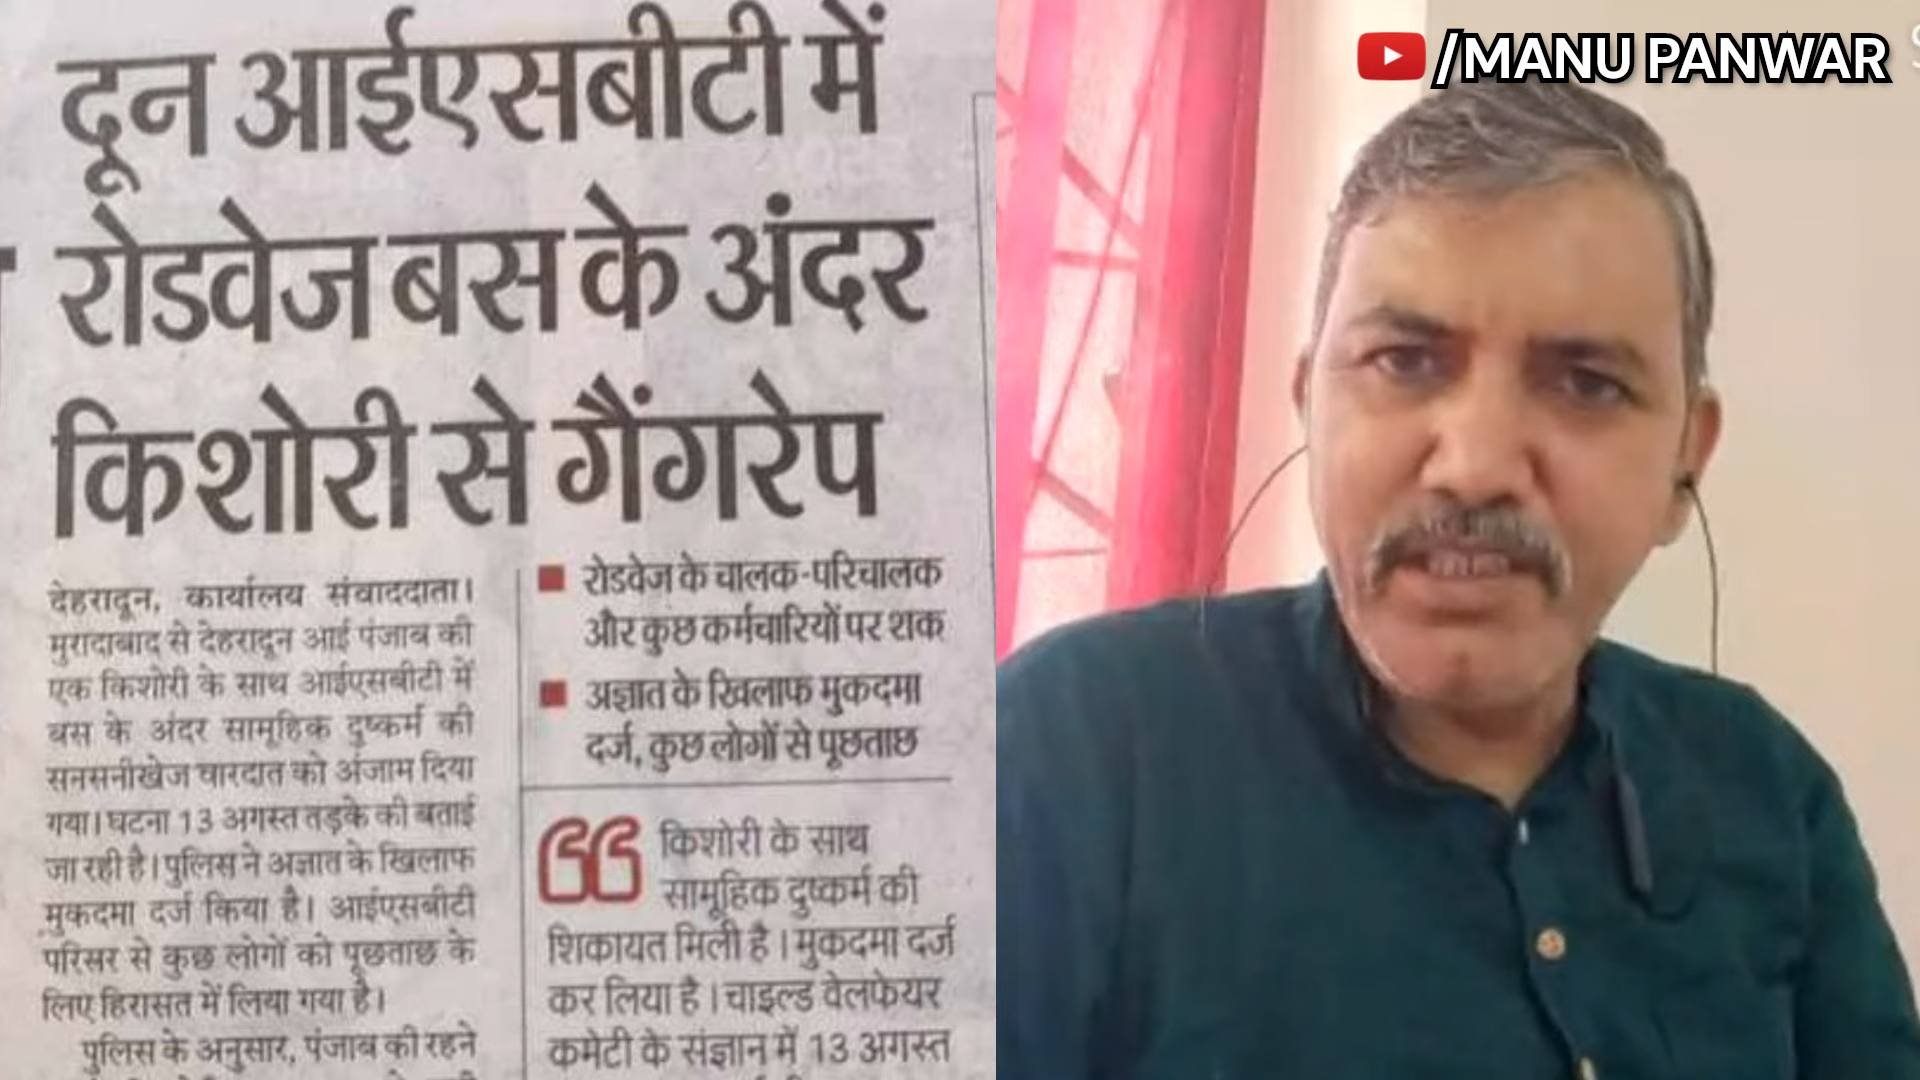 दून आईएसबीटी में
रोडवेज बस के अंदर
किशोरी से गैंगरेप
देहरादून, कार्यालय संवाददाता।
मुरादाबाद से देहरादून आई पंजाब की
एक किशोरी के साथ आईएसबीटी में
बस के अंदर सामूहिक दुष्कर्म की
सनसनीखेज वारदात को अंजाम दिया
गया। घटना 13 अगस्त तड़के की बताई
जा रही है। पुलिस ने अज्ञात के खिलाफ
मुकदमा दर्ज किया है। आईएसबीटी
परिसर से कुछ लोगों को पूछताछ के
लिए हिरासत में लिया गया है।
पुलिस के अनुसार, पंजाब की रहने
रोडवेज के चालक-परिचालक
और कुछ कर्मचारियों पर शक
अज्ञात के खिलाफ मुकदमा
दर्ज, कुछ लोगों से पूछताछ
किशोरी के साथ
सामूहिक दुष्कर्म की
शिकायत मिली है। मुकदमा दर्ज
कर लिया है। चाइल्ड वेलफेयर
कमेटी के संज्ञान में 13 अगस्त
/MANU PANWAR